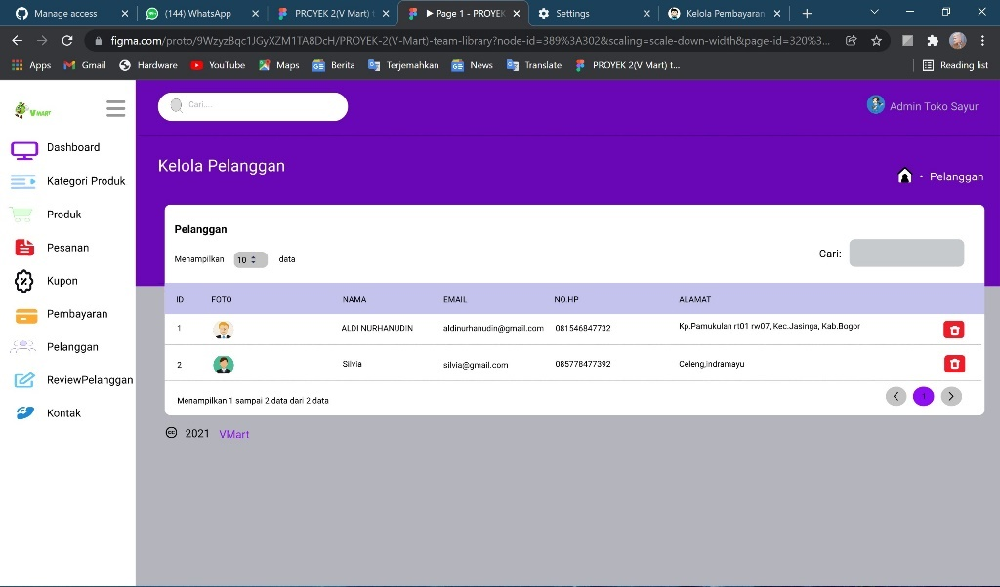 Manage access
(144) WhatsApp
PROYEK 2(V Mart) t
Page 1 - PROYEK
Settings
Kelola Pembayaran
figma.com/proto/9WzyzBqc1JGyXZM1TA8DcH/PROYEK-2(V-Mart)-team-library?node-id=389%3A302&scaling=scale-down-width&page-id=320%3...
Apps
Gmail
Hardware
YouTube
Maps
Berita
Terjemahkan
News
Translate
PROYEK 2(V Mart) t...
Reading list
V MART
Cari....
Admin Toko Sayur
Dashboard
Kategori Produk
Produk
Pesanan
Kupon
Pembayaran
Pelanggan
ReviewPelanggan
Kontak
Kelola Pelanggan
• Pelanggan
Pelanggan
Menampilkan 10 data
Cari:
ID FOTO NAMA EMAIL NO.HP ALAMAT
1 ALDI NURHANUDIN aldinurhanudin@gmail.com 081546847732 Kp.Pamukulan rt01 rw07, Kec.Jasinga, Kab.Bogor
2 Silvia silvia@gmail.com 085778477392 Celeng,indramayu
Menampilkan 1 sampai 2 data dari 2 data
1
2021 VMart